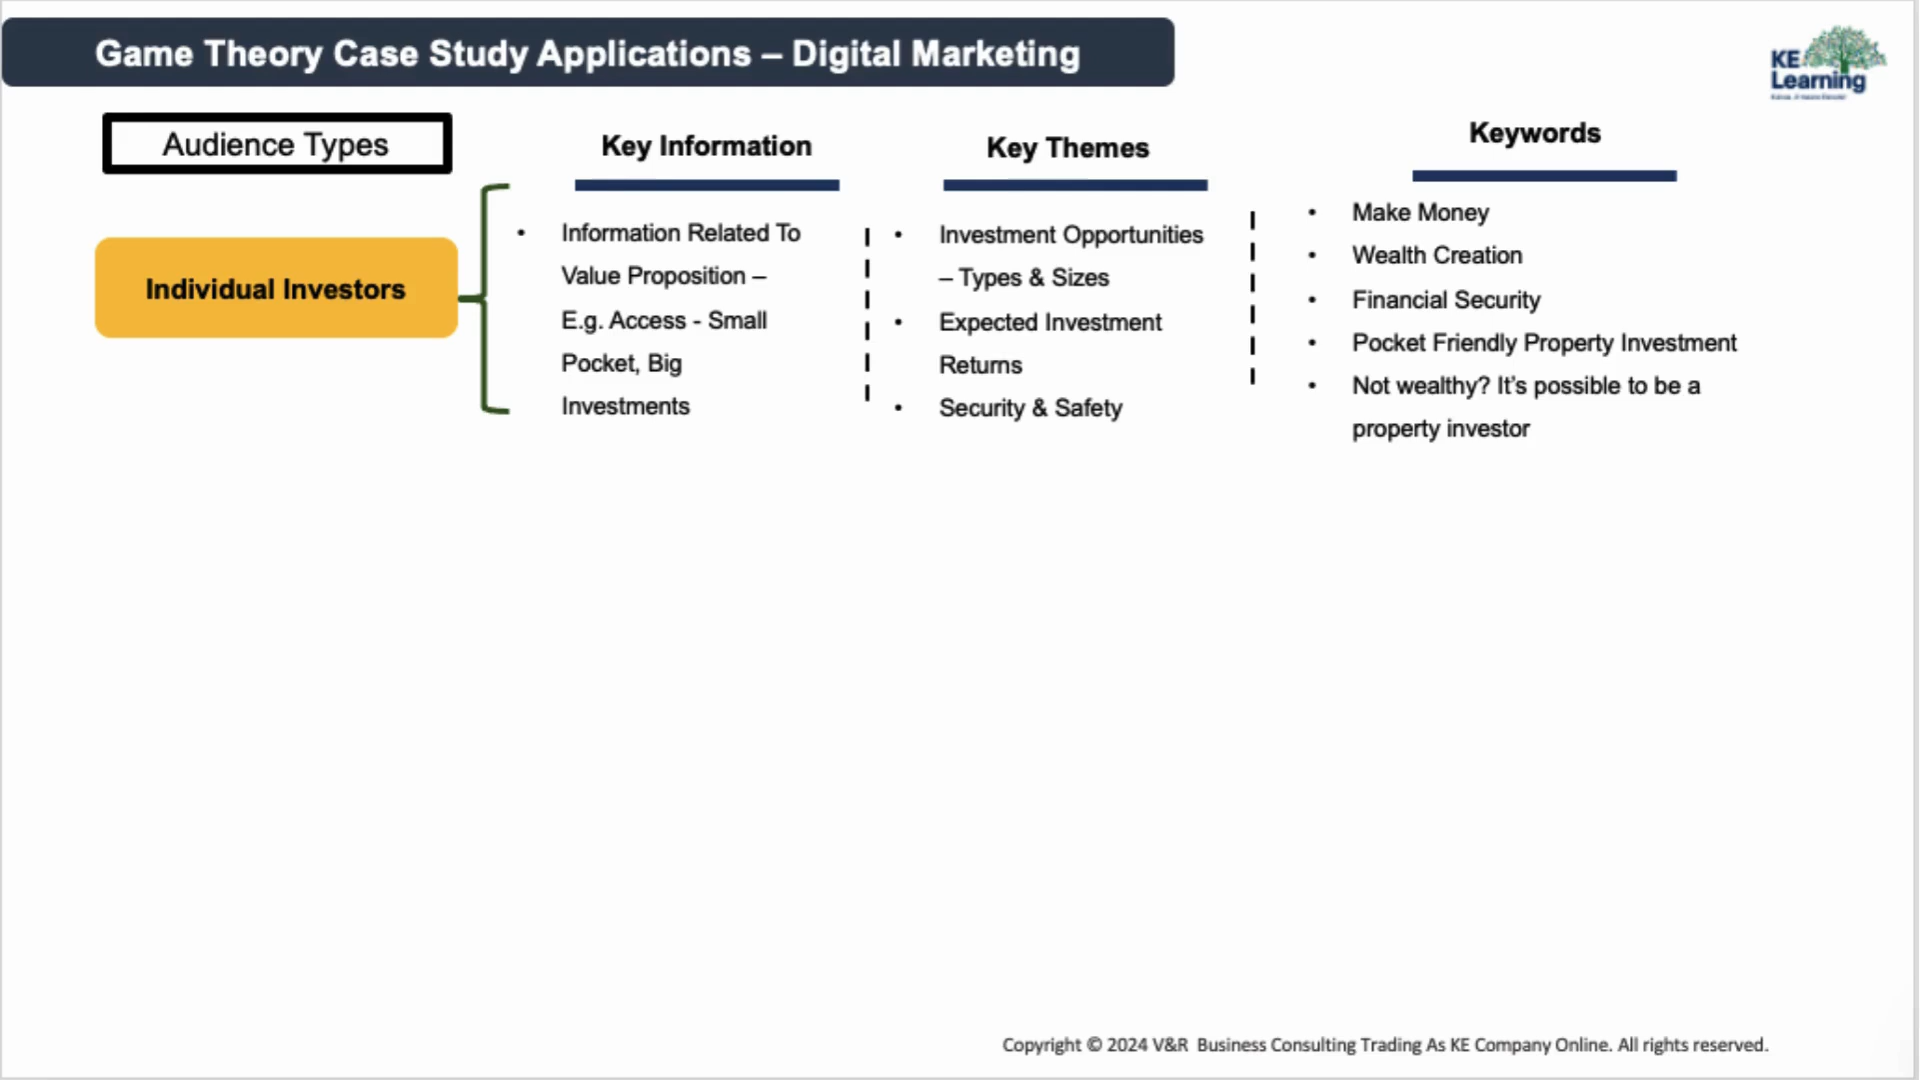 Game Theory Case Study Applications – Digital Marketing
KE
Learning
Audience Types
Key Information
Key Themes
Keywords
Individual Investors
• Information Related To
Value Proposition –
E.g. Access - Small
Pocket, Big
Investments
• Investment Opportunities
– Types & Sizes
• Expected Investment
Returns
• Security & Safety
• Make Money
• Wealth Creation
• Financial Security
• Pocket Friendly Property Investment
• Not wealthy? It’s possible to be a
property investor
Copyright © 2024 V&R Business Consulting Trading As KE Company Online. All rights reserved.